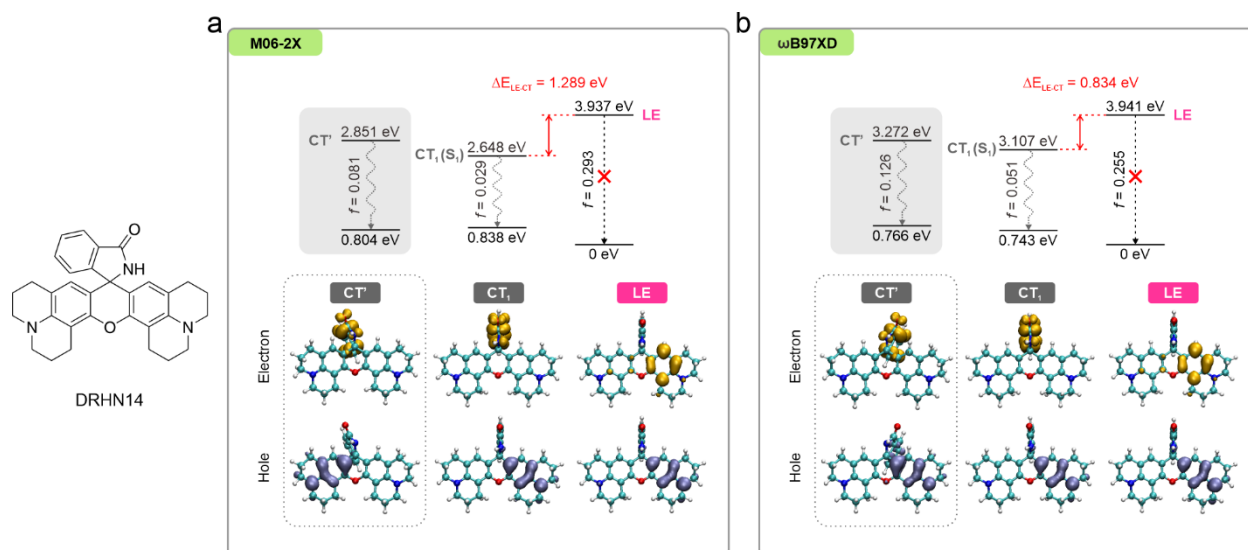 a
M06-2X
ΔE_LE-CT = 1.289 eV
3.937 eV
LE
CT'
2.851 eV
CT₁ (S₁)
2.648 eV
f = 0.081
f = 0.029
f = 0.293
0.804 eV
0.838 eV
0 eV
CT'
CT₁
LE
Electron
Hole
b
ωB97XD
ΔE_LE-CT = 0.834 eV
3.941 eV
LE
CT'
3.272 eV
CT₁ (S₁)
3.107 eV
f = 0.126
f = 0.051
f = 0.255
0.766 eV
0.743 eV
0 eV
CT'
CT₁
LE
Electron
Hole
O
NH
N
O
N
DRHN14